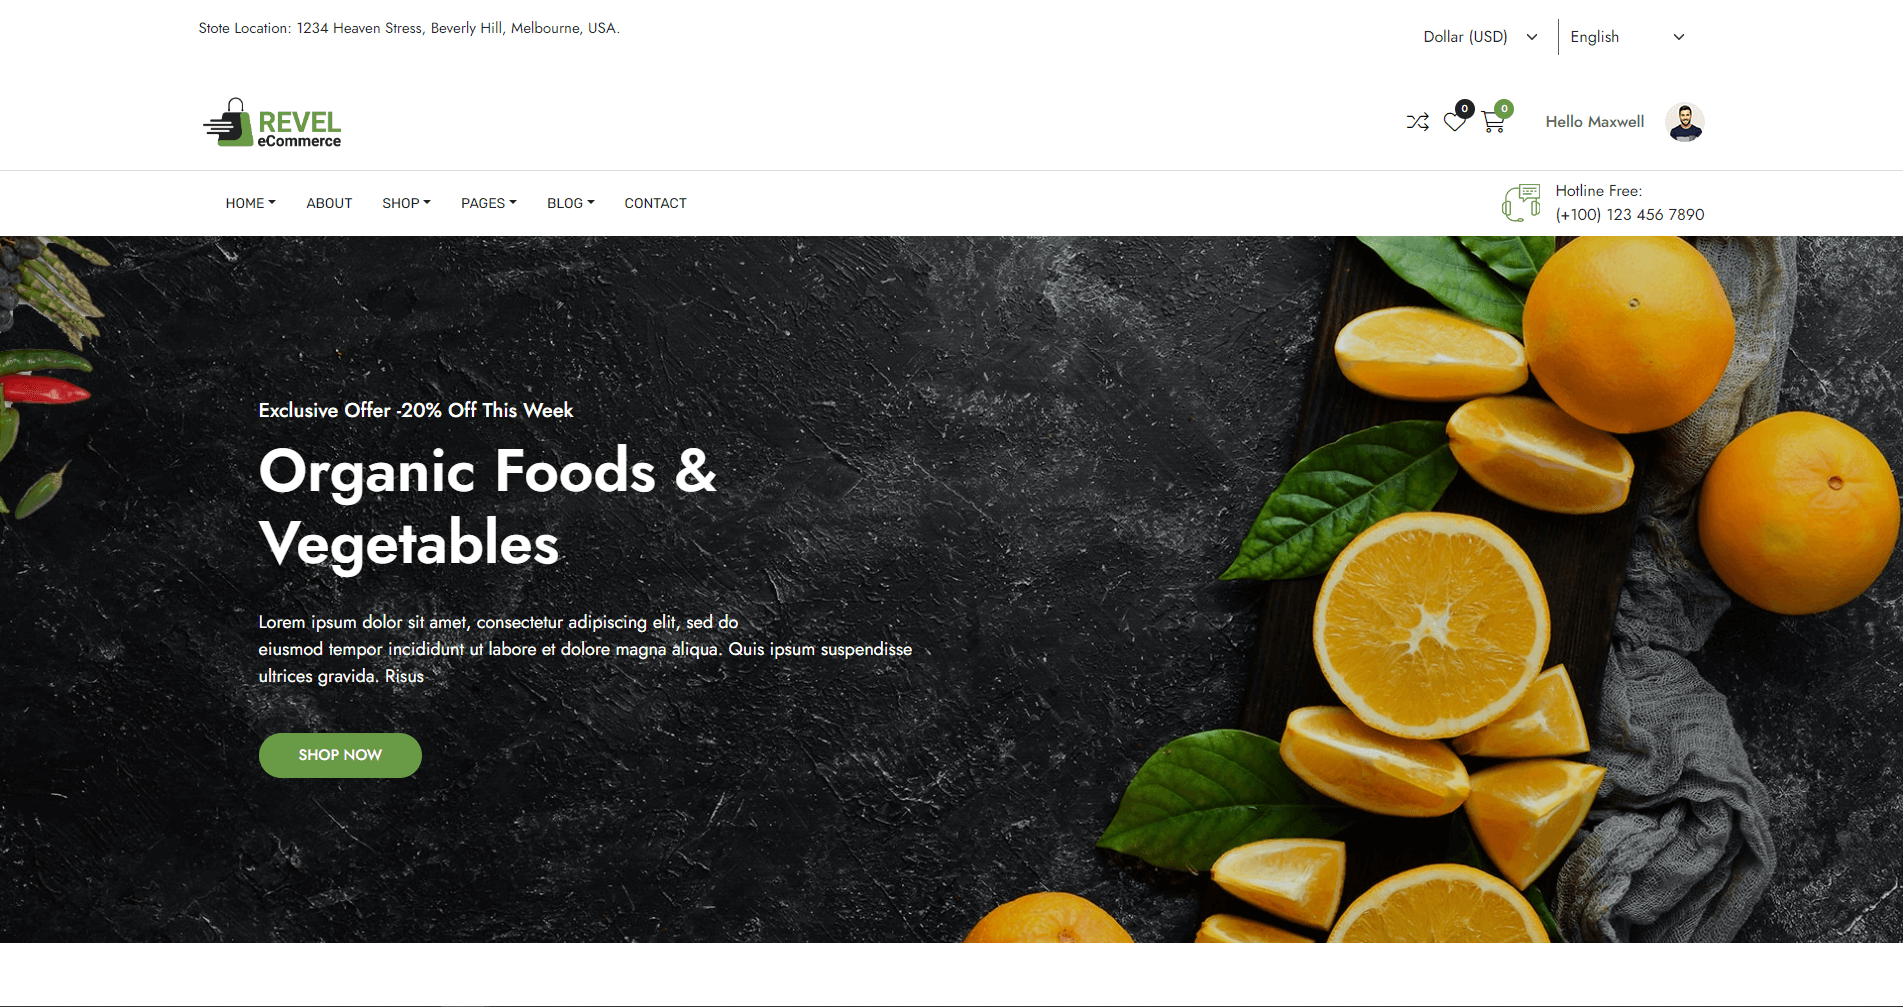 Stote Location: 1234 Heaven Stress, Beverly Hill, Melbourne, USA.
Dollar (USD)
English
REVEL
eCommerce
0
0
Hello Maxwell
HOME
ABOUT
SHOP
PAGES
BLOG
CONTACT
Hotline Free:
(+100) 123 456 7890
Exclusive Offer -20% Off This Week
Organic Foods &
Vegetables
Lorem ipsum dolor sit amet, consectetur adipiscing elit, sed do
eiusmod tempor incididunt ut labore et dolore magna aliqua. Quis ipsum suspendisse
ultrices gravida. Risus
SHOP NOW